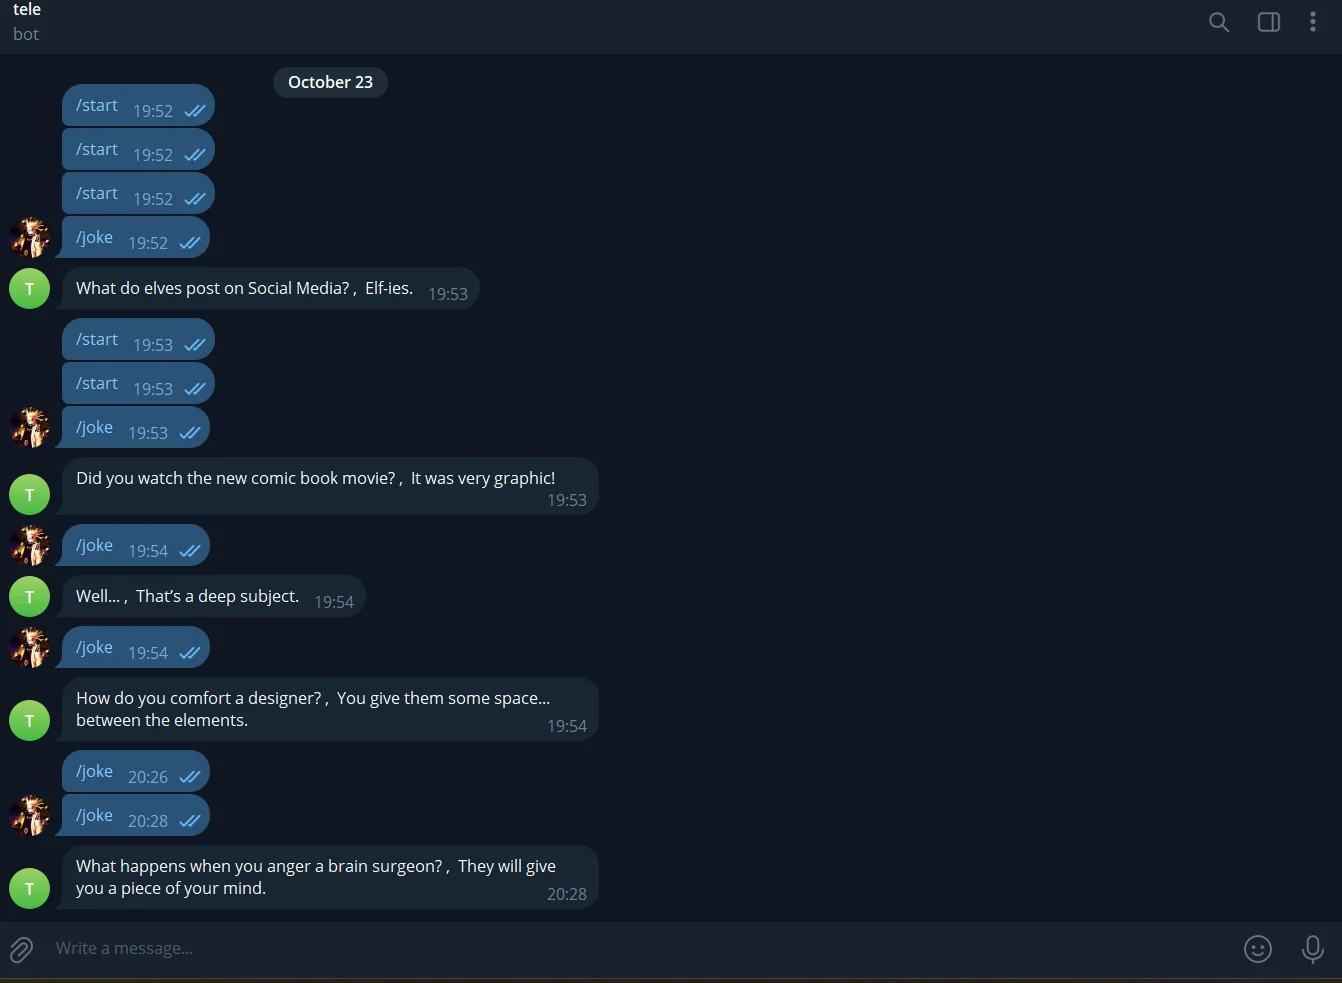 tele
bot
October 23
/start 19:52
/start 19:52
/start 19:52
/joke 19:52
T
What do elves post on Social Media? ,  Elf-ies. 19:53
/start 19:53
/start 19:53
/joke 19:53
Did you watch the new comic book movie? ,  It was very graphic!
19:53
T
/joke 19:54
T
Well... ,  That’s a deep subject. 19:54
/joke 19:54
How do you comfort a designer? ,  You give them some space...
between the elements. 19:54
T
/joke 20:26
/joke 20:28
What happens when you anger a brain surgeon? ,  They will give
you a piece of your mind. 20:28
T
Write a message...